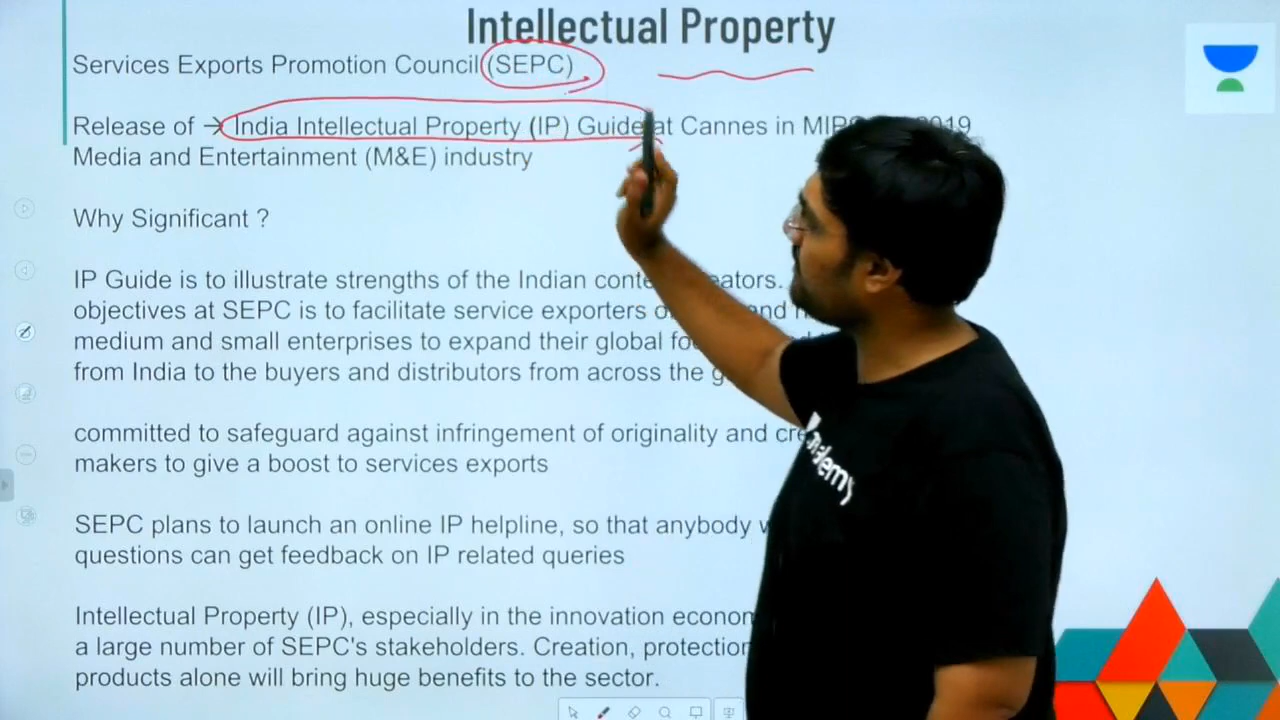 Intellectual Property
Services Exports Promotion Council (SEPC)
Release of → India Intellectual Property (IP) Guide at Cannes in 2019
Media and Entertainment (M&E) industry
Why Significant ?
IP Guide is to illustrate strengths of the Indian
objectives at SEPC is to facilitate service exporters
medium and small enterprises to expand their global
from India to the buyers and distributors from across the
committed to safeguard against infringement of originality and
makers to give a boost to services exports
SEPC plans to launch an online IP helpline, so that anybody
questions can get feedback on IP related queries
Intellectual Property (IP), especially in the innovation
a large number of SEPC's stakeholders. Creation, protection
products alone will bring huge benefits to the sector.